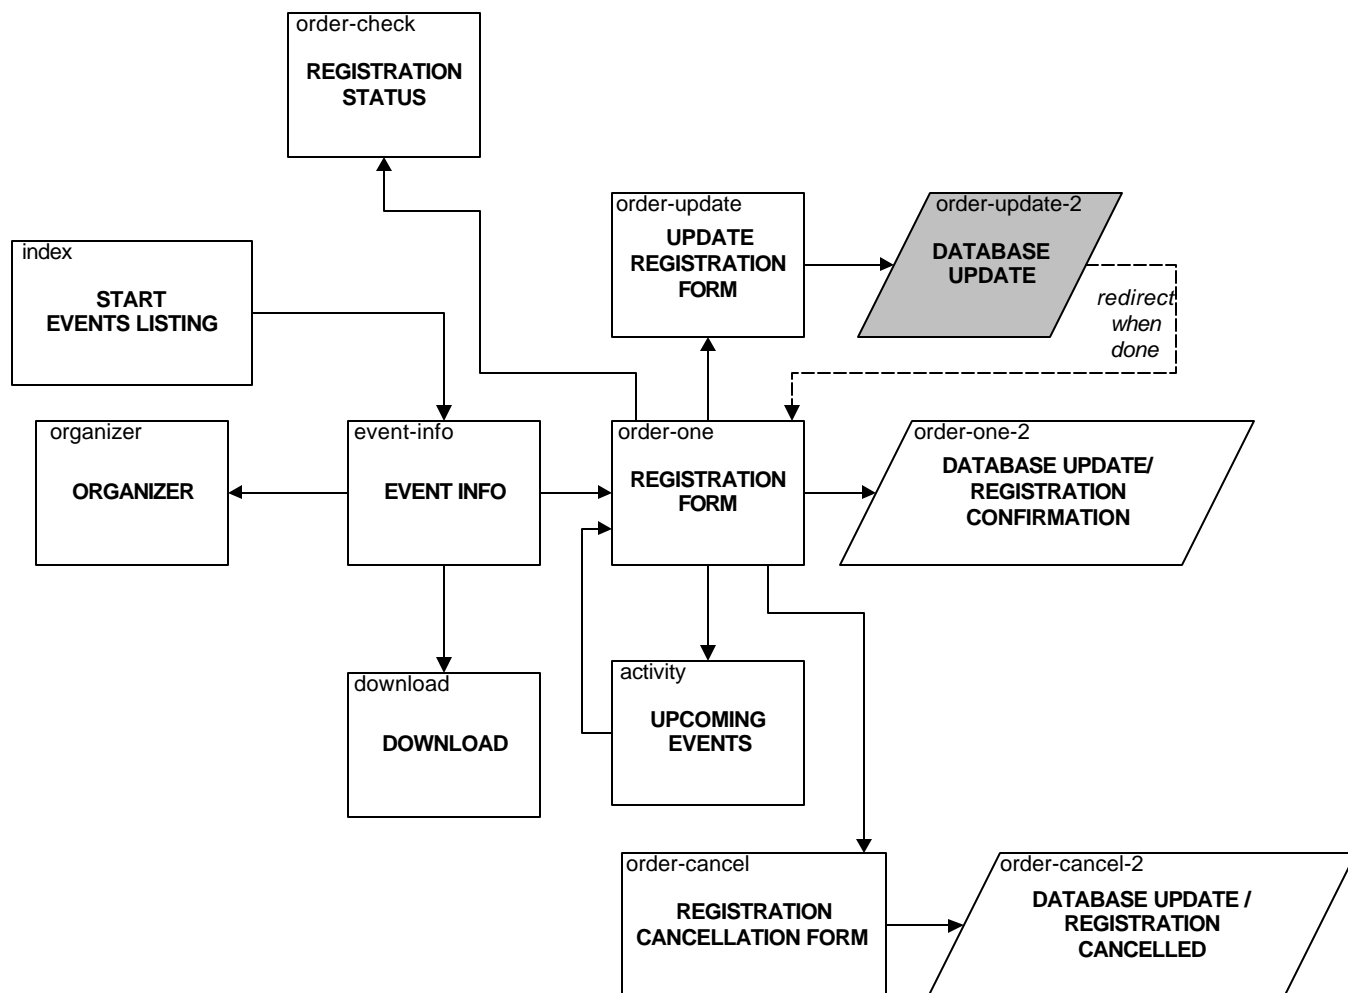 order-check
REGISTRATION
STATUS
order-update
UPDATE
REGISTRATION
FORM
order-update-2
DATABASE
UPDATE
index
START
EVENTS LISTING
redirect
when
done
organizer
ORGANIZER
event-info
EVENT INFO
order-one
REGISTRATION
FORM
order-one-2
DATABASE UPDATE/
REGISTRATION
CONFIRMATION
download
DOWNLOAD
activity
UPCOMING
EVENTS
order-cancel
REGISTRATION
CANCELLATION FORM
order-cancel-2
DATABASE UPDATE /
REGISTRATION
CANCELLED